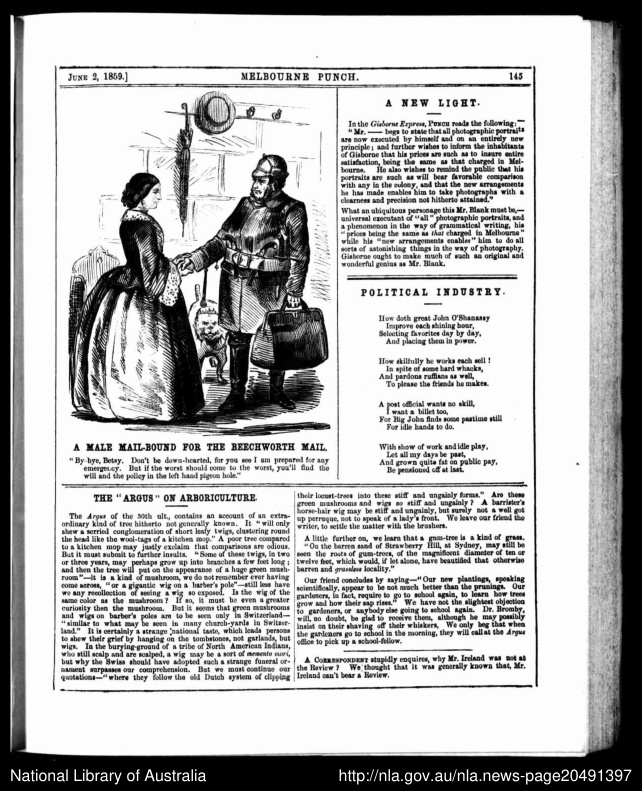 JUNE 2, 1859.]
MELBOURNE PUNCH.
145
A MALE MAIL-BOUND FOR THE BEECHWORTH MAIL.
"By-bye, Betsy. Don't be down-hearted, for you see I am prepared for any
emergency. But if the worst should come to the worst, you'll find the
will and the policy in the left hand pigeon hole."
A NEW LIGHT.
In the Gisborne Express, PUNCH reads the following:—
"Mr. —— begs to state that all photographic portraits
are now executed by himself and on an entirely new
principle; and further wishes to inform the inhabitants
of Gisborne that his prices are such as to insure entire
satisfaction, being the same as that charged in Mel-
bourne. He also wishes to remind the public that his
portraits are such as will bear favorable comparison
with any in the colony, and that the new arrangements
he has made enables him to take photographs with a
clearness and precision not hitherto attained."
What an ubiquitous personage this Mr. Blank must be,—
universal executant of "all" photographic portraits, and
a phenomenon in the way of grammatical writing, his
"prices being the same as that charged in Melbourne"
while his "new arrangements enables" him to do all
sorts of astonishing things in the way of photography.
Gisborne ought to make much of such an original and
wonderful genius as Mr. Blank.
POLITICAL INDUSTRY.
How doth great John O'Shanassy
Improve each shining hour,
Selecting favorites day by day,
And placing them in power.
How skilfully he works each sell!
In spite of some hard whacks,
And pardons ruffians as well,
To please the friends he makes.
A post official wants no skill,
I want a billet too,
For Big John finds some pastime still
For idle hands to do.
With show of work and idle play,
Let all my days be past,
And grown quite fat on public pay,
Be pensioned off at last.
THE "ARGUS" ON ARBORICULTURE.
The Argus of the 30th ult., contains an account of an extra-
ordinary kind of tree hitherto not generally known. It "will only
shew a serried conglomeration of short leafy twigs, clustering round
the head like the wool-tags of a kitchen mop." A poor tree compared
to a kitchen mop may justly exclaim that comparisons are odious.
But it must submit to further insults. "Some of these twigs, in two
or three years, may perhaps grow up into branches a few feet long;
and then the tree will put on the appearance of a huge green mush-
room"—it is a kind of mushroom, we do not remember ever having
come across, "or a gigantic wig on a barber's pole"—still less have
we any recollection of seeing a wig so exposed. Is the wig of the
same color as the mushroom? If so, it must be even a greater
curiosity then the mushroom. But it seems that green mushrooms
and wigs on barber's poles are to be seen only in Switzerland—
"similar to what may be seen in many church-yards in Switzer-
land." It is certainly a strange national taste, which leads persons
to shew their grief by hanging on the tombstones, not garlands, but
wigs. In the burying-ground of a tribe of North American Indians,
who still scalp and are scalped, a wig may be a sort of memento mori,
but why the Swiss should have adopted such a strange funeral or-
nament surpasses our comprehension. But we must continue our
quotations—"where they follow the old Dutch system of clipping
their locust-trees into these stiff and ungainly forms." Are these
green mushrooms and wigs so stiff and ungainly? A barrister's
horse-hair wig may be stiff and ungainly, but surely not a well got
up perruque, not to speak of a lady's front. We leave our friend the
writer, to settle the matter with the brushers.
A little further on, we learn that a gum-tree is a kind of grass.
"On the barren sand of Strawberry Hill, at Sydney, may still be
seen the roots of gum-trees, of the magnificent diameter of ten or
twelve feet, which would, if let alone, have beautified that otherwise
barren and grassless locality."
Our friend concludes by saying—"Our new plantings, speaking
scientifically, appear to be not much better than the prunings. Our
gardeners, in fact, require to go to school again, to learn how trees
grow and how their sap rises." We have not the slightest objection
to gardeners, or anybody else going to school again. Dr. Bromby,
will, no doubt, be glad to receive them, although he may possibly
insist on their shaving off their whiskers, We only beg that when
the gardeners go to school in the morning, they will call at the Argus
office to pick up a school-fellow.
A CORRESPONDENT stupidly enquires, why Mr. Ireland was not at
the Review? We thought that it was generally known that, Mr.
Ireland can't bear a Review.
National Library of Australia
http://nla.gov.au/nla.news-page20491397